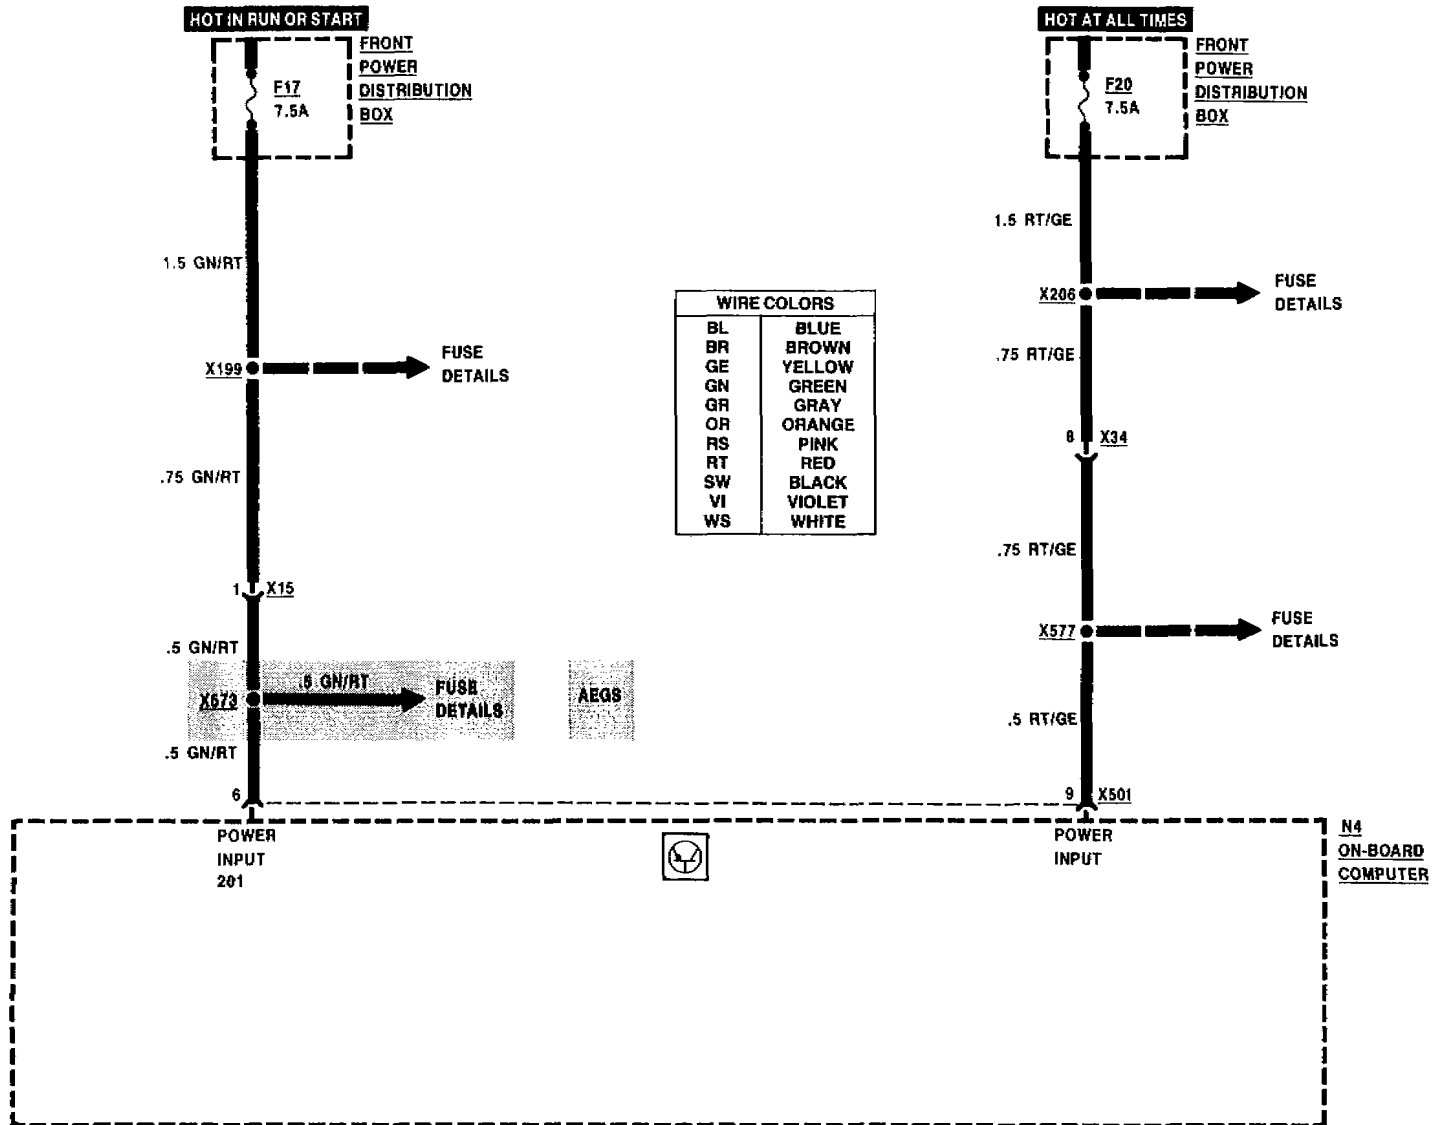 HOT IN RUN OR START
FRONT
POWER
DISTRIBUTION
BOX
F17
7.5A
1.5 GN/RT
X199
FUSE
DETAILS
.75 GN/RT
1
X15
.5 GN/RT
X573
.5 GN/RT
FUSE
DETAILS
AEGS
.5 GN/RT
6
WIRE COLORS
BL BLUE
BR BROWN
GE YELLOW
GN GREEN
GR GRAY
OR ORANGE
RS PINK
RT RED
SW BLACK
VI VIOLET
WS WHITE
HOT AT ALL TIMES
FRONT
POWER
DISTRIBUTION
BOX
F20
7.5A
1.5 RT/GE
X206
FUSE
DETAILS
.75 RT/GE
8
X34
.75 RT/GE
X577
FUSE
DETAILS
.5 RT/GE
9
X501
POWER
INPUT
201
POWER
INPUT
N4
ON-BOARD
COMPUTER